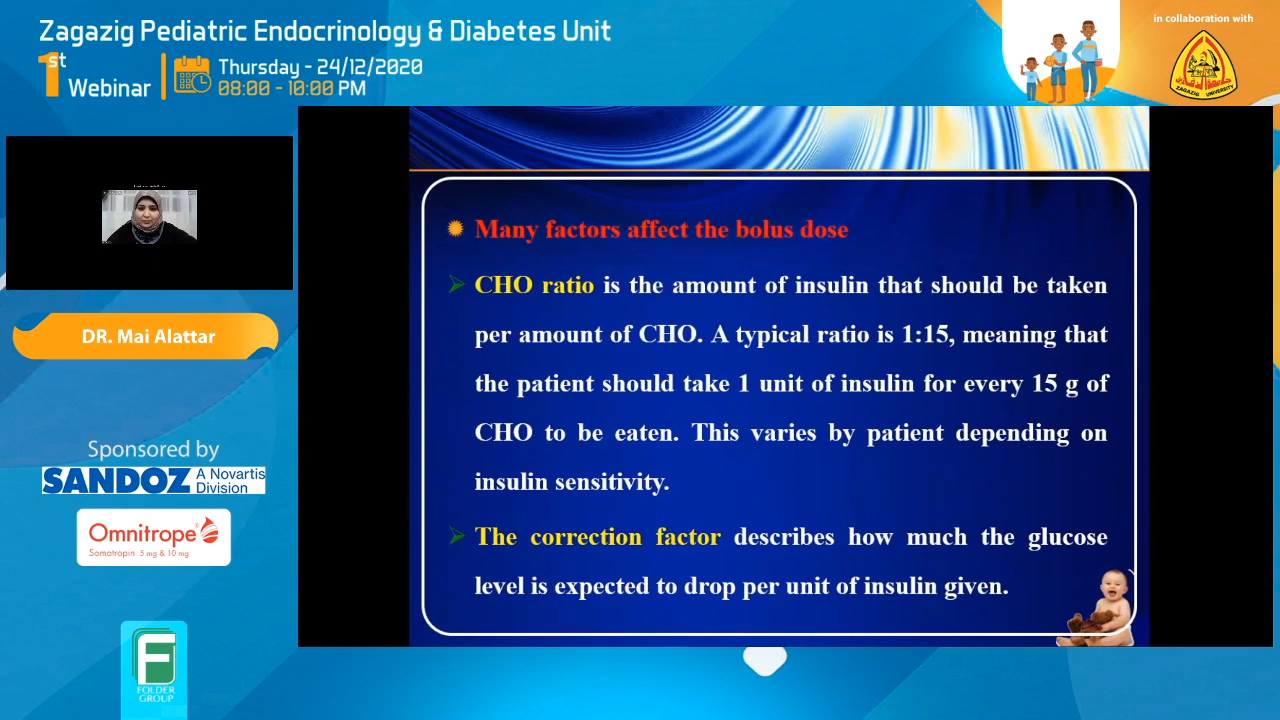 Zagazig Pediatric Endocrinology & Diabetes Unit
1st Webinar
Thursday - 24/12/2020
08:00 - 10:00 PM
in collaboration with
ZAGAZIG UNIVERSITY
DR. Mai Alattar
Sponsored by
SANDOZ A Novartis
Division
Omnitrope
Somatropin 5 mg & 10 mg
FOLDER
GROUP
Many factors affect the bolus dose
CHO ratio is the amount of insulin that should be taken
per amount of CHO. A typical ratio is 1:15, meaning that
the patient should take 1 unit of insulin for every 15 g of
CHO to be eaten. This varies by patient depending on
insulin sensitivity.
The correction factor describes how much the glucose
level is expected to drop per unit of insulin given.